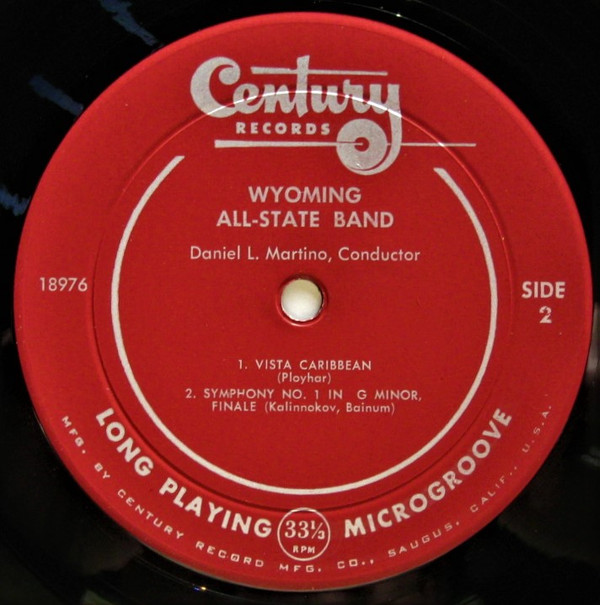 Century
RECORDS
WYOMING
ALL-STATE BAND
Daniel L. Martino, Conductor
18976
SIDE
2
1. VISTA CARIBBEAN
(Ployhar)
2. SYMPHONY NO. 1 IN G MINOR,
FINALE (Kalinnokov, Bainum)
LONG PLAYING 33⅓ RPM MICROGROOVE
MFG. BY CENTURY RECORD MFG. CO., SAUGUS, CALIF., U.S.A.